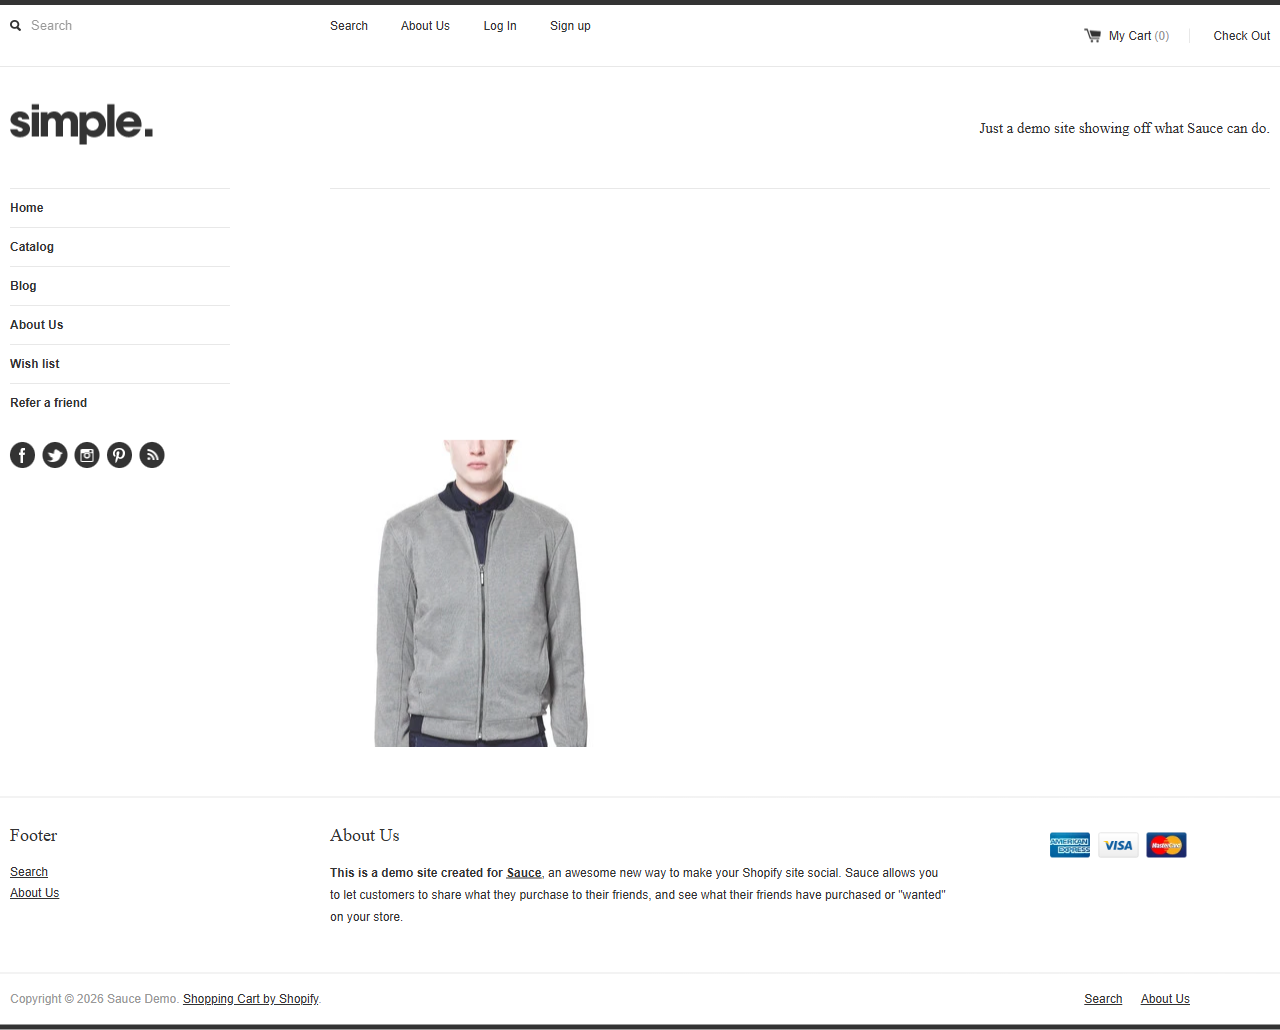 Search
Search About Us Log In Sign up
My Cart (0) Check Out
simple.
Just a demo site showing off what Sauce can do.
Home
Catalog
Blog
About Us
Wish list
Refer a friend
Footer
Search
About Us
About Us
This is a demo site created for Sauce, an awesome new way to make your Shopify site social. Sauce allows you
to let customers to share what they purchase to their friends, and see what their friends have purchased or "wanted"
on your store.
AMERICAN EXPRESS VISA MasterCard
Copyright © 2026 Sauce Demo. Shopping Cart by Shopify.
Search About Us